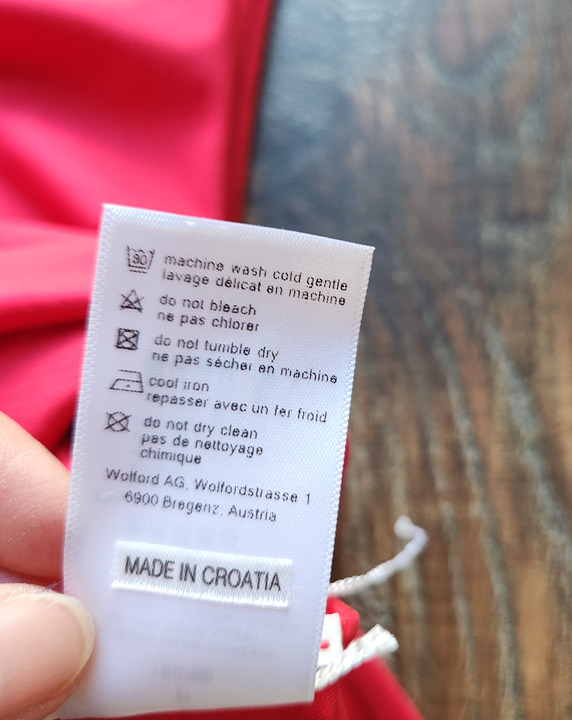 30
machine wash cold gentle
lavage délicat en machine
do not bleach
ne pas chlorer
do not tumble dry
ne pas sécher en machine
cool iron
repasser avec un fer froid
do not dry clean
pas de nettoyage
chimique
Wolford AG, Wolfordstrasse 1
6900 Bregenz, Austria
MADE IN CROATIA